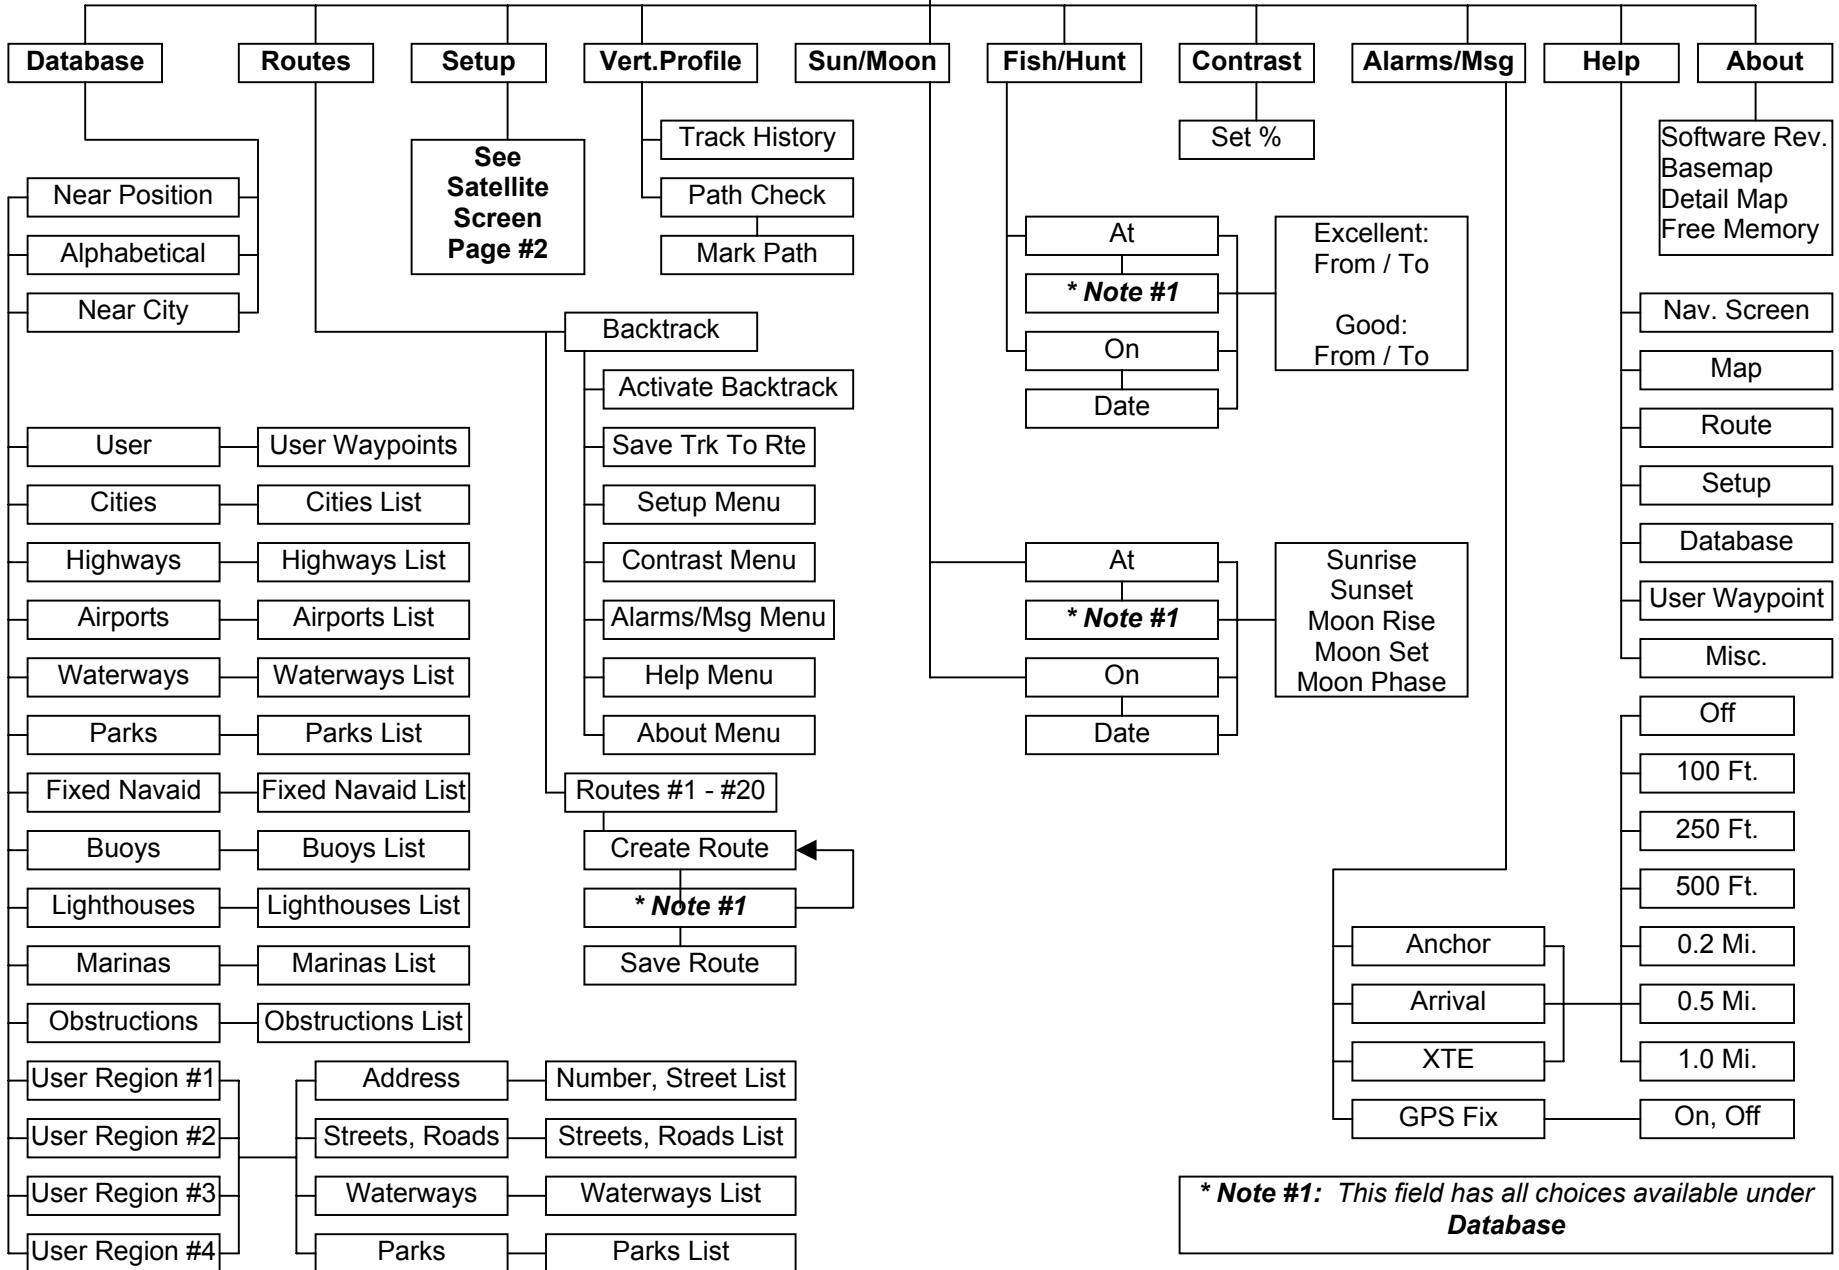 Database
Routes
Setup
Vert.Profile
Sun/Moon
Fish/Hunt
Contrast
Alarms/Msg
Help
About
Near Position
Alphabetical
Near City
User
User Waypoints
Cities
Cities List
Highways
Highways List
Airports
Airports List
Waterways
Waterways List
Parks
Parks List
Fixed Navaid
Fixed Navaid List
Buoys
Buoys List
Lighthouses
Lighthouses List
Marinas
Marinas List
Obstructions
Obstructions List
User Region #1
User Region #2
User Region #3
User Region #4
Address
Number, Street List
Streets, Roads
Streets, Roads List
Waterways
Waterways List
Parks
Parks List
See
Satellite
Screen
Page #2
Track History
Path Check
Mark Path
Backtrack
Activate Backtrack
Save Trk To Rte
Setup Menu
Contrast Menu
Alarms/Msg Menu
Help Menu
About Menu
Routes #1 - #20
Create Route
* Note #1
Save Route
Set %
At
* Note #1
On
Date
Excellent:
From / To
Good:
From / To
At
* Note #1
On
Date
Sunrise
Sunset
Moon Rise
Moon Set
Moon Phase
Software Rev.
Basemap
Detail Map
Free Memory
Nav. Screen
Map
Route
Setup
Database
User Waypoint
Misc.
Off
100 Ft.
250 Ft.
500 Ft.
0.2 Mi.
0.5 Mi.
1.0 Mi.
Anchor
Arrival
XTE
GPS Fix
On, Off
* Note #1: This field has all choices available under
Database